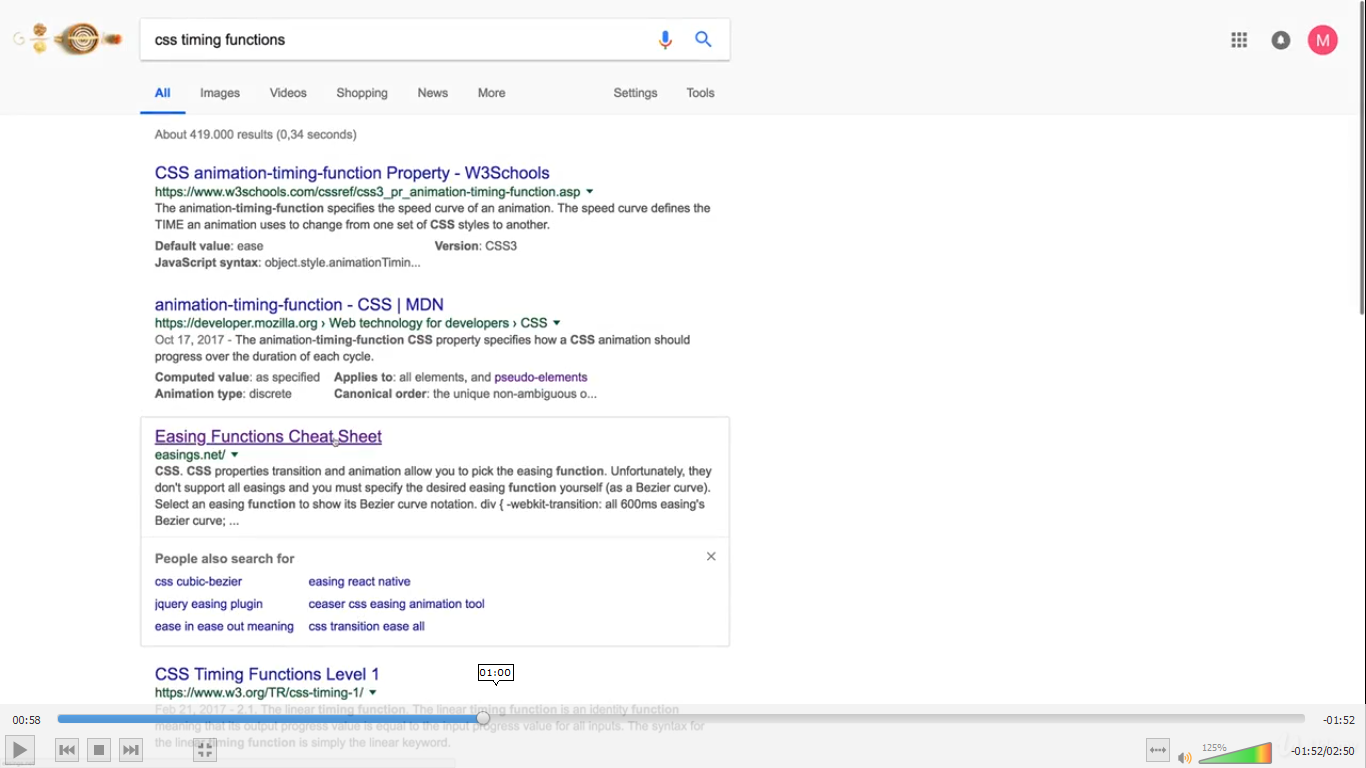 css timing functions
M
All Images Videos Shopping News More Settings Tools
About 419.000 results (0,34 seconds)
CSS animation-timing-function Property - W3Schools
https://www.w3schools.com/cssref/css3_pr_animation-timing-function.asp
The animation-timing-function specifies the speed curve of an animation. The speed curve defines the
TIME an animation uses to change from one set of CSS styles to another.
Default value: ease Version: CSS3
JavaScript syntax: object.style.animationTimin...
animation-timing-function - CSS | MDN
https://developer.mozilla.org › Web technology for developers › CSS
Oct 17, 2017 - The animation-timing-function CSS property specifies how a CSS animation should
progress over the duration of each cycle.
Computed value: as specified Applies to: all elements, and pseudo-elements
Animation type: discrete Canonical order: the unique non-ambiguous o...
Easing Functions Cheat Sheet
easings.net/
CSS. CSS properties transition and animation allow you to pick the easing function. Unfortunately, they
don't support all easings and you must specify the desired easing function yourself (as a Bezier curve).
Select an easing function to show its Bezier curve notation. div { -webkit-transition: all 600ms easing's
Bezier curve; ...
People also search for
css cubic-bezier easing react native
jquery easing plugin ceaser css easing animation tool
ease in ease out meaning css transition ease all
CSS Timing Functions Level 1
01:00
https://www.w3.org/TR/css-timing-1/
Feb 21, 2017 - 2.1. The linear timing function. The linear timing function is an identity function
00:58 -01:52
meaning that its output progress value is equal to the input progress value for all inputs. The syntax for
the linear timing function is simply the linear keyword.
125%
-01:52/02:50